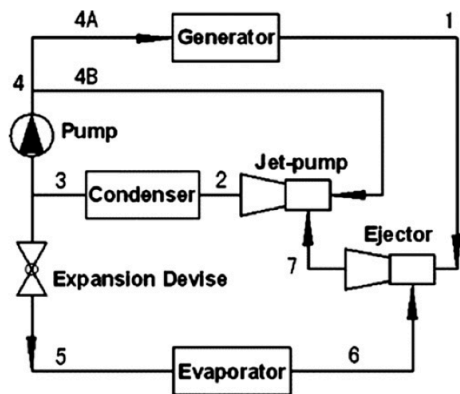 4A
1
Generator
4B
4
Pump
Jet-pump
3
Condenser
2
Ejector
7
Expansion Devise
5
Evaporator
6